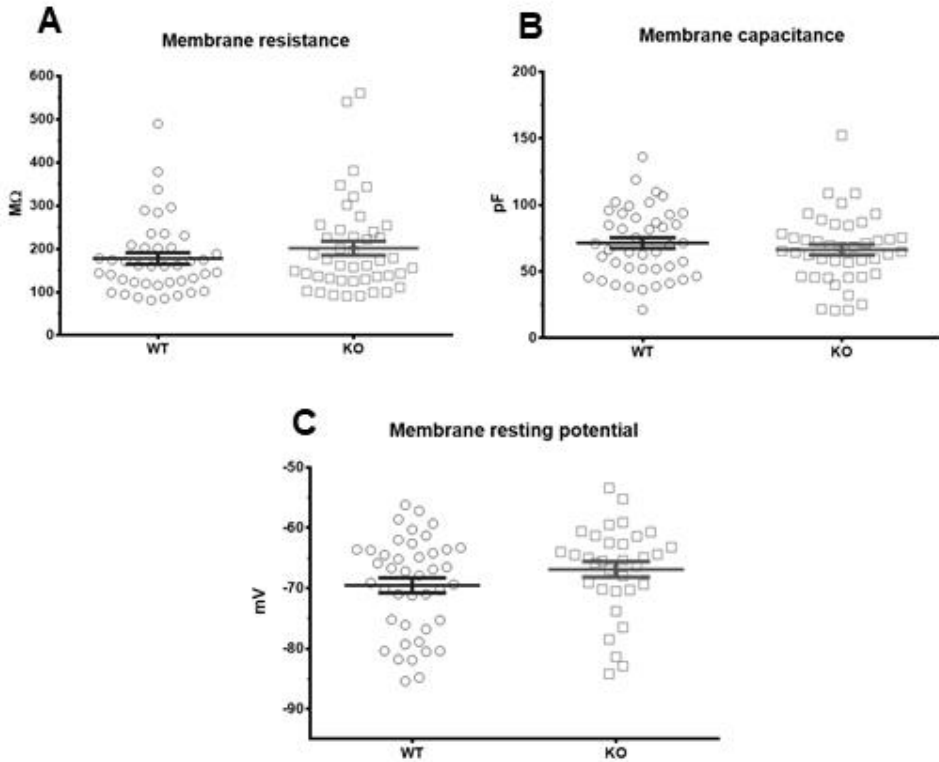 A
Membrane resistance
600
500
400
300
200
100
0
MΩ
WT KO
B
Membrane capacitance
200
150
100
50
0
pF
WT KO
C
Membrane resting potential
-50
-60
-70
-80
-90
mV
WT KO